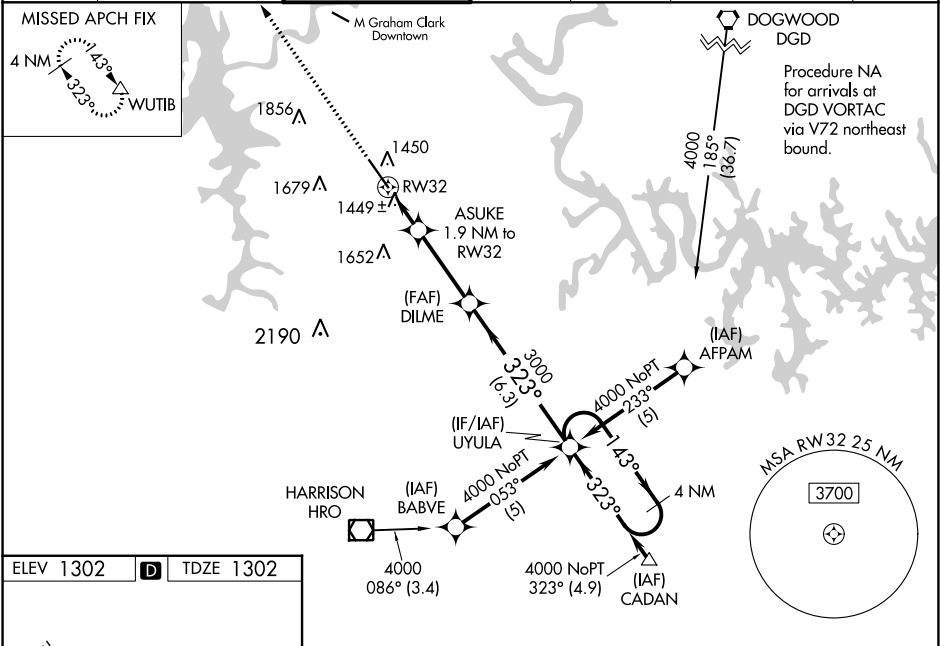 MISSED APCH FIX
4 NM
143°
323°
WUTIB
M Graham Clark
Downtown
DOGWOOD
DGD
Procedure NA
for arrivals at
DGD VORTAC
via V72 northeast
bound.
4000
185°
(36.7)
1856
1450
1679
RW32
1449 ±
ASUKE
1.9 NM to
RW32
1652
(FAF)
DILME
2190
3000
323°
(6.3)
(IAF)
AFPAM
4000 NoPT
233°
(5)
(IF/IAF)
UYULA
143°
323°
4 NM
HARRISON
HRO
(IAF)
BABVE
4000 NoPT
053°
(5)
4000
086° (3.4)
4000 NoPT
323° (4.9)
(IAF)
CADAN
MSA RW32 25 NM
3700
ELEV 1302
D
TDZE 1302